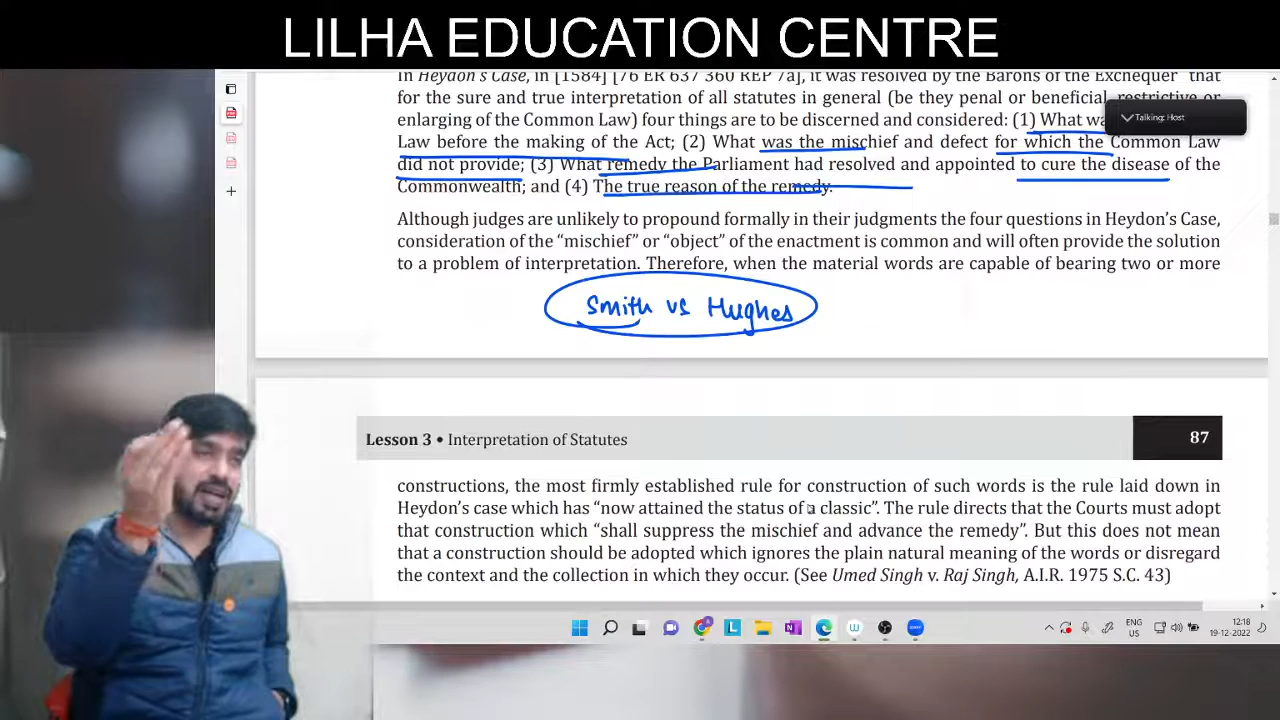 LILHA EDUCATION CENTRE
In Heydon's Case, in [1584] [76 ER 637 360 REP 7a], it was resolved by the Barons of the Exchequer "that
for the sure and true interpretation of all statutes in general (be they penal or beneficial, restrictive or
enlarging of the Common Law) four things are to be discerned and considered: (1) What
Talking: Host
Law before the making of the Act; (2) What was the mischief and defect for which the Common Law
did not provide; (3) What remedy the Parliament had resolved and appointed to cure the disease of the
Commonwealth; and (4) The true reason of the remedy.
Although judges are unlikely to propound formally in their judgments the four questions in Heydon's Case,
consideration of the "mischief" or "object" of the enactment is common and will often provide the solution
to a problem of interpretation. Therefore, when the material words are capable of bearing two or more
Smith vs Hughes
Lesson 3 • Interpretation of Statutes
87
constructions, the most firmly established rule for construction of such words is the rule laid down in
Heydon's case which has "now attained the status of a classic". The rule directs that the Courts must adopt
that construction which "shall suppress the mischief and advance the remedy". But this does not mean
that a construction should be adopted which ignores the plain natural meaning of the words or disregard
the context and the collection in which they occur. (See Umed Singh v. Raj Singh, A.I.R. 1975 S.C. 43)
ENG
US
12:18
19-12-2022